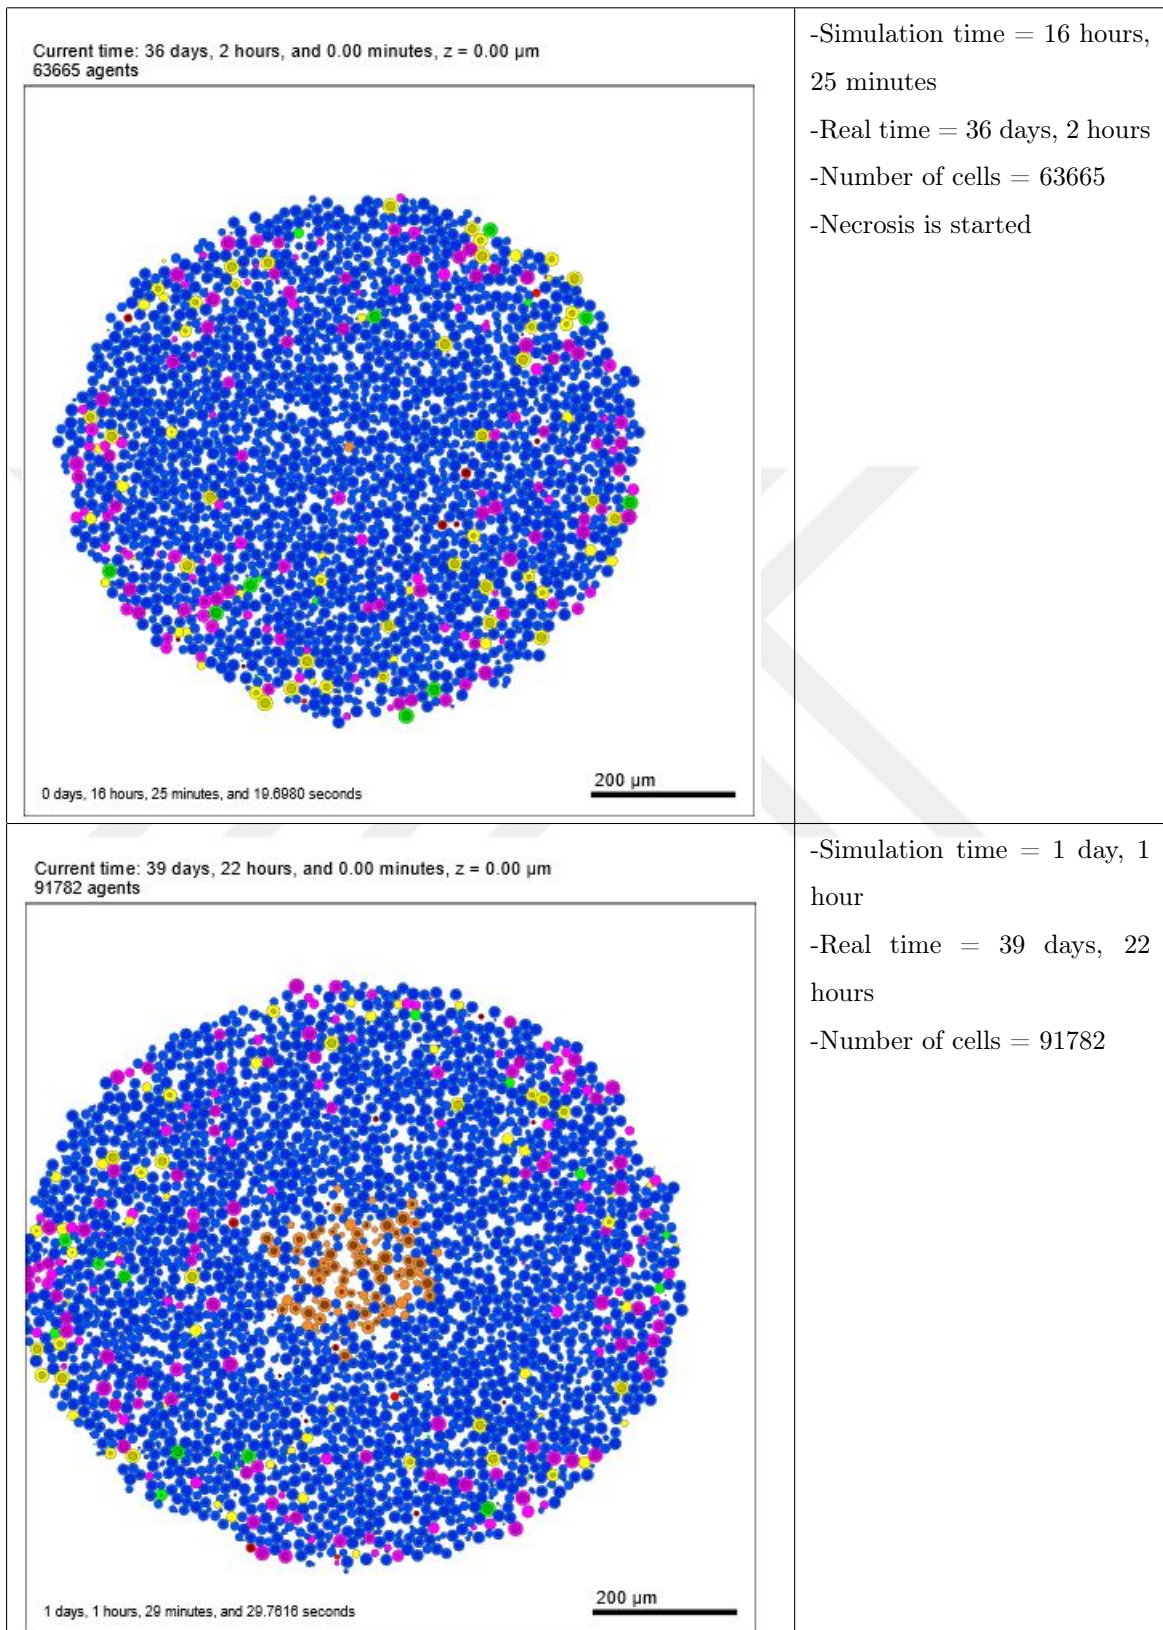 Current time: 36 days, 2 hours, and 0.00 minutes, z = 0.00 µm
63665 agents
200 µm
0 days, 16 hours, 25 minutes, and 19.6980 seconds
-Simulation time = 16 hours,
25 minutes
-Real time = 36 days, 2 hours
-Number of cells = 63665
-Necrosis is started
Current time: 39 days, 22 hours, and 0.00 minutes, z = 0.00 µm
91782 agents
200 µm
1 days, 1 hours, 29 minutes, and 29.7616 seconds
-Simulation time = 1 day, 1
hour
-Real time = 39 days, 22
hours
-Number of cells = 91782